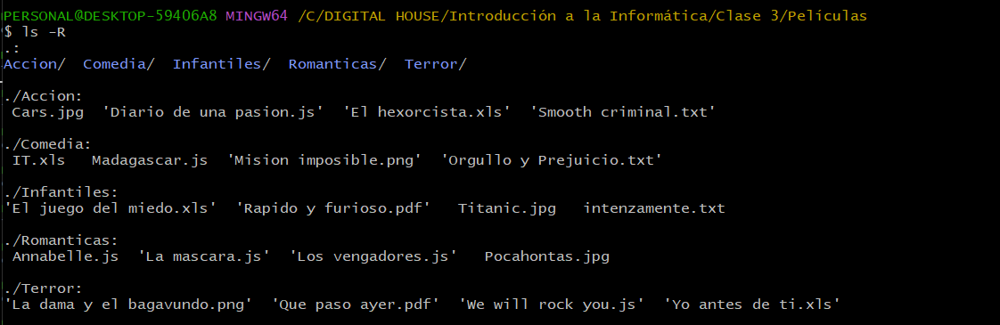 PERSONAL@DESKTOP-59406A8 MINGW64 /C/DIGITAL HOUSE/Introducción a la Informática/Clase 3/Películas
$ ls -R
.:
Accion/  Comedia/  Infantiles/  Romanticas/  Terror/
./Accion:
Cars.jpg  'Diario de una pasion.js'  'El hexorcista.xls'  'Smooth criminal.txt'
./Comedia:
IT.xls   Madagascar.js  'Mision imposible.png'  'Orgullo y Prejuicio.txt'
./Infantiles:
'El juego del miedo.xls'  'Rapido y furioso.pdf'   Titanic.jpg   intenzamente.txt
./Romanticas:
Annabelle.js  'La mascara.js'  'Los vengadores.js'   Pocahontas.jpg
./Terror:
'La dama y el bagavundo.png'  'Que paso ayer.pdf'  'We will rock you.js'  'Yo antes de ti.xls'